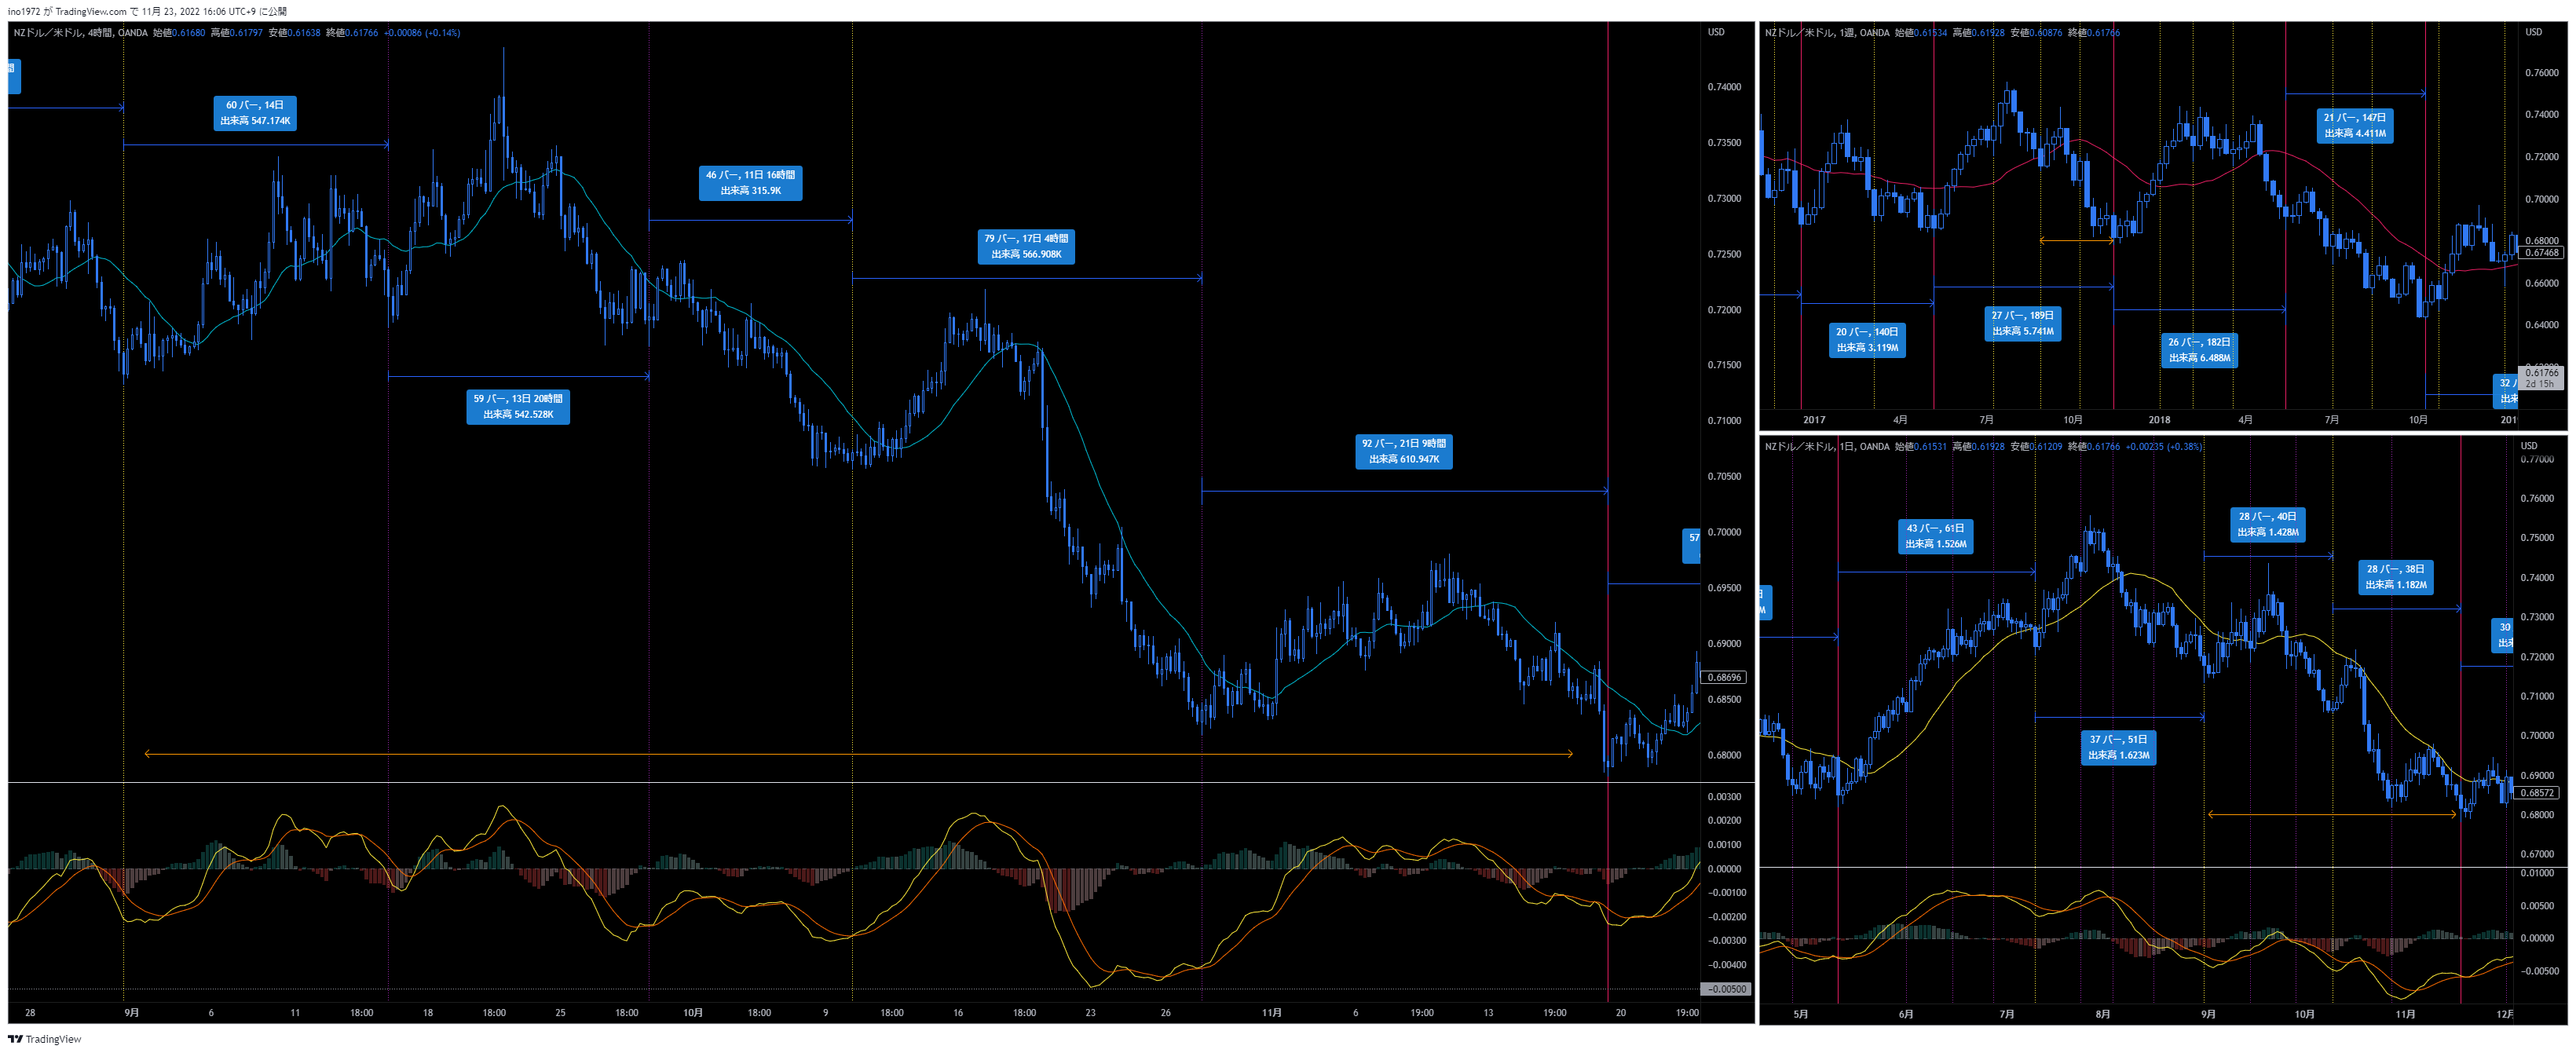 ino1972 が TradingView.com で 11月 23, 2022 16:06 UTC+9 に公開
NZドル／米ドル, 4時間, OANDA 始値0.61680 高値0.61797 安値0.61638 終値0.61766 +0.00086 (+0.14%)
USD
間
60 バー, 14日
出来高 547.174K
59 バー, 13日 20時間
出来高 542.528K
46 バー, 11日 16時間
出来高 315.9K
79 バー, 17日 4時間
出来高 566.908K
92 バー, 21日 9時間
出来高 610.947K
57
0.74000
0.73500
0.73000
0.72500
0.72000
0.71500
0.71000
0.70500
0.70000
0.69500
0.69000
0.68696
0.68500
0.68000
0.00300
0.00200
0.00100
0.00000
−0.00100
−0.00200
−0.00300
−0.00400
−0.00500
28
9月
6
11
18:00
18
18:00
25
18:00
10月
18:00
9
18:00
16
18:00
23
26
11月
6
19:00
13
19:00
20
19:00
NZドル／米ドル, 1週, OANDA 始値0.61534 高値0.61928 安値0.60876 終値0.61766
USD
20 バー, 140日
出来高 3.119M
27 バー, 189日
出来高 5.741M
26 バー, 182日
出来高 6.488M
21 バー, 147日
出来高 4.411M
32
出来
0.76000
0.74000
0.72000
0.70000
0.68000
0.67468
0.66000
0.64000
0.61766
2d 15h
2017
4月
7月
10月
2018
4月
7月
10月
201
NZドル／米ドル, 1日, OANDA 始値0.61531 高値0.61928 安値0.61209 終値0.61766 +0.00235 (+0.38%)
USD
日
M
43 バー, 61日
出来高 1.526M
37 バー, 51日
出来高 1.623M
28 バー, 40日
出来高 1.428M
28 バー, 38日
出来高 1.182M
30
出来
0.77000
0.76000
0.75000
0.74000
0.73000
0.72000
0.71000
0.70000
0.69000
0.68572
0.68000
0.67000
0.01000
0.00500
0.00000
−0.00500
5月
6月
7月
8月
9月
10月
11月
12月
TradingView